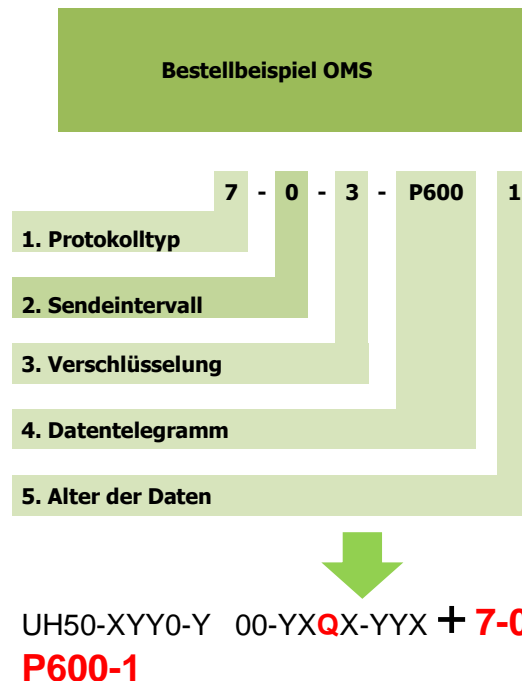 Bestellbeispiel OMS
7 - 0 - 3 - P600 1
1. Protokolltyp
2. Sendeintervall
3. Verschlüsselung
4. Datentelegramm
5. Alter der Daten
UH50-XYY0-Y 00-YXQX-YYX + 7-0
P600-1